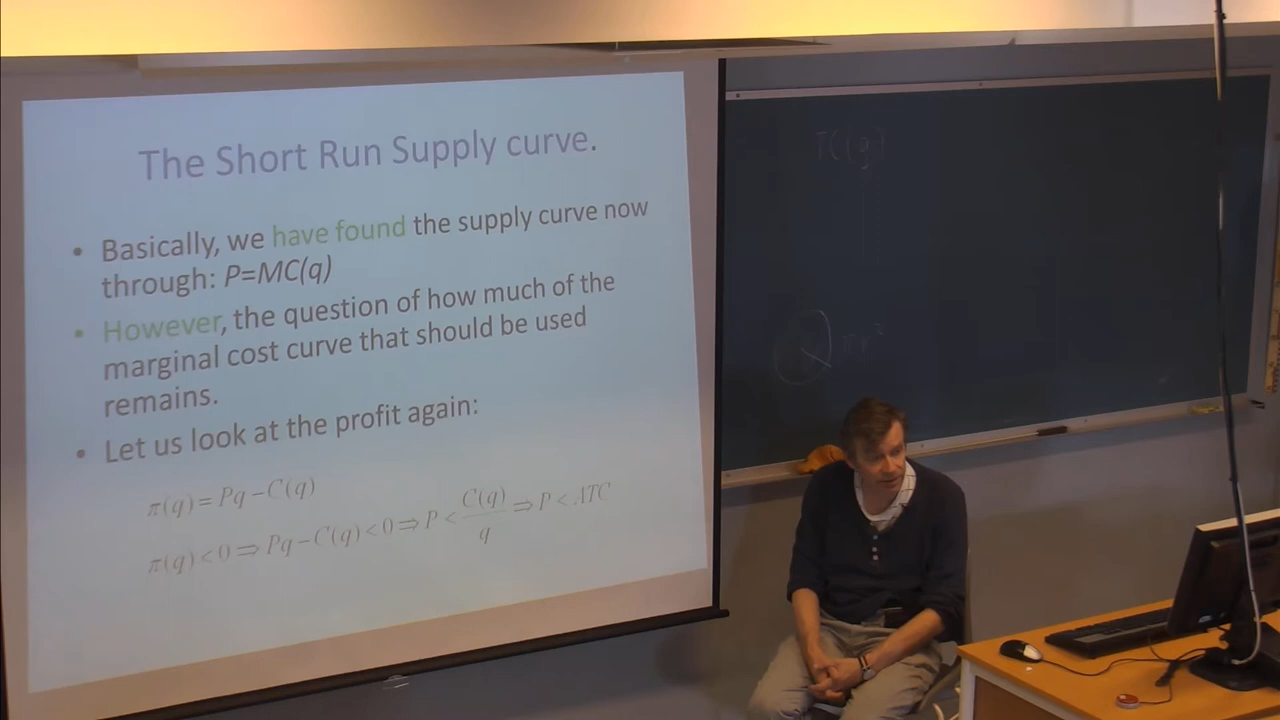 The Short Run Supply curve.
• Basically, we have found the supply curve now
through: P=MC(q)
• However, the question of how much of the
marginal cost curve that should be used
remains.
• Let us look at the profit again:
π(q) = Pq − C(q)
π(q) < 0 ⇒ Pq − C(q) < 0 ⇒ P < C(q)/q ⇒ P < ATC
TC(q)
πr²